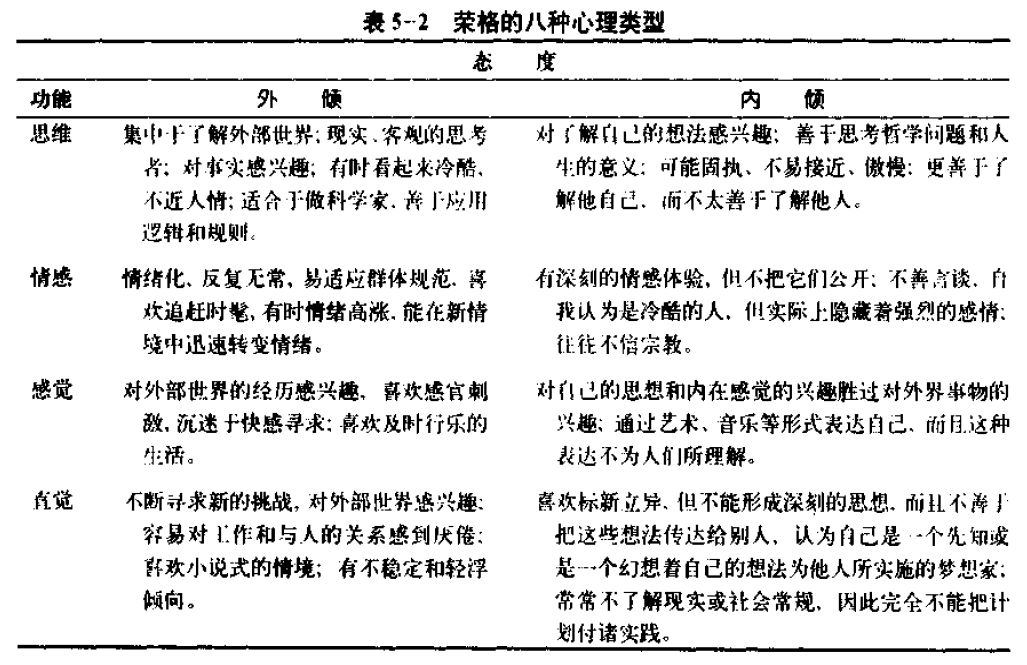 表 5-2 荣格的八种心理类型
态 度
功能 外 倾 内 倾
思维 集中于了解外部世界；现实、客观的思考
者；对事实感兴趣；有时看起来冷酷、
不近人情；适合于做科学家、善于应用
逻辑和规则。
对了解自己的想法感兴趣；善于思考哲学问题和人
生的意义；可能固执、不易接近、傲慢；更善于了
解他自己，而不太善于了解他人。
情感 情绪化、反复无常，易适应群体规范、喜
欢追赶时髦，有时情绪高涨，能在新情
境中迅速转变情绪。
有深刻的情感体验，但不把它们公开；不善言谈，自
我认为是冷酷的人，但实际上隐藏着强烈的感情；
往往不信宗教。
感觉 对外部世界的经历感兴趣，喜欢感官刺
激，沉迷于快感寻求；喜欢及时行乐的
生活。
对自己的思想和内在感觉的兴趣胜过对外界事物的
兴趣；通过艺术、音乐等形式表达自己，而且这种
表达不为人们所理解。
直觉 不断寻求新的挑战，对外部世界感兴趣；
容易对工作和与人的关系感到厌倦；
喜欢小说式的情境；有不稳定和轻浮
倾向。
喜欢标新立异，但不能形成深刻的思想，而且不善于
把这些想法传达给别人，认为自己是一个先知或
是一个幻想着自己的想法为他人所实施的梦想家；
常常不了解现实或社会常规，因此完全不能把计
划付诸实践。